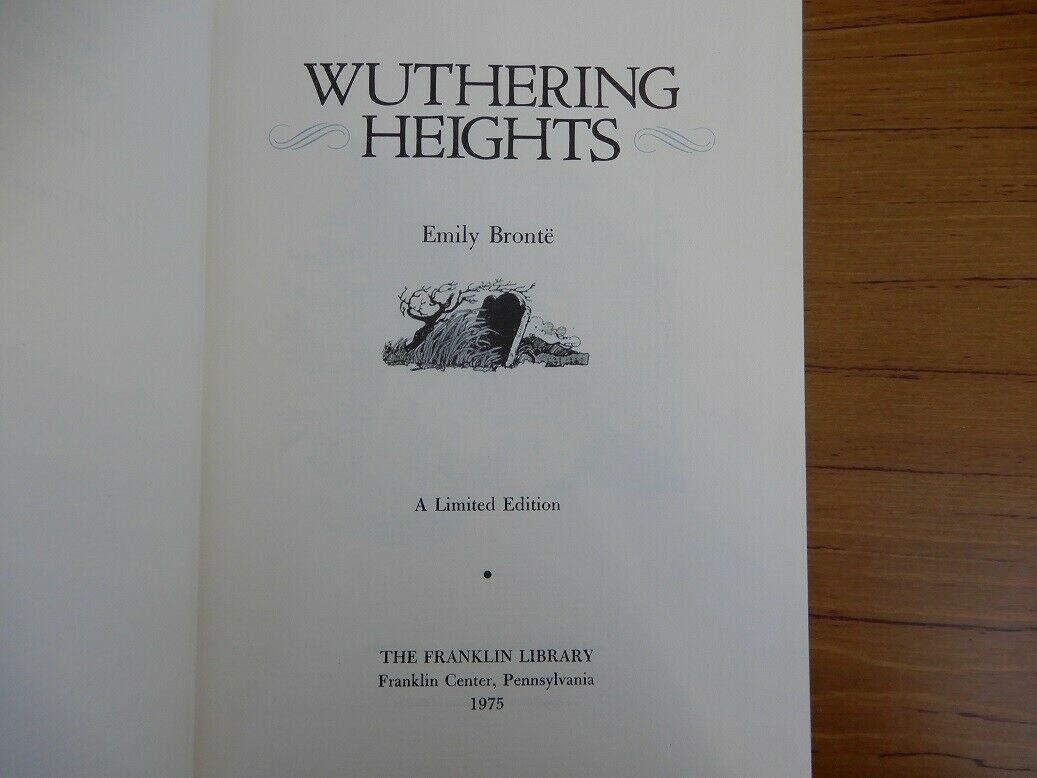 WUTHERING
HEIGHTS
Emily Brontë
A Limited Edition
•
THE FRANKLIN LIBRARY
Franklin Center, Pennsylvania
1975